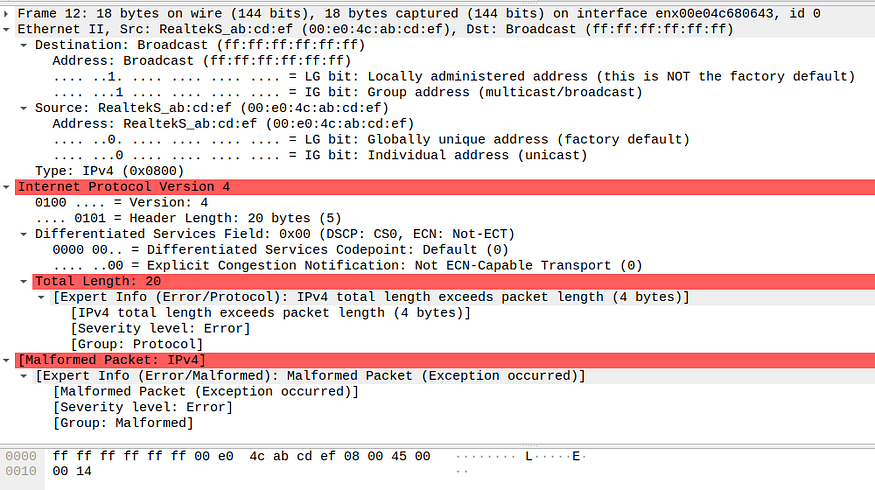 Frame 12: 18 bytes on wire (144 bits), 18 bytes captured (144 bits) on interface enx00e04c680643, id 0
Ethernet II, Src: RealtekS_ab:cd:ef (00:e0:4c:ab:cd:ef), Dst: Broadcast (ff:ff:ff:ff:ff:ff)
Destination: Broadcast (ff:ff:ff:ff:ff:ff)
Address: Broadcast (ff:ff:ff:ff:ff:ff)
.... ..1. .... .... .... .... = LG bit: Locally administered address (this is NOT the factory default)
.... ...1 .... .... .... .... = IG bit: Group address (multicast/broadcast)
Source: RealtekS_ab:cd:ef (00:e0:4c:ab:cd:ef)
Address: RealtekS_ab:cd:ef (00:e0:4c:ab:cd:ef)
.... ..0. .... .... .... .... = LG bit: Globally unique address (factory default)
.... ...0 .... .... .... .... = IG bit: Individual address (unicast)
Type: IPv4 (0x0800)
Internet Protocol Version 4
0100 .... = Version: 4
.... 0101 = Header Length: 20 bytes (5)
Differentiated Services Field: 0x00 (DSCP: CS0, ECN: Not-ECT)
0000 00.. = Differentiated Services Codepoint: Default (0)
.... ..00 = Explicit Congestion Notification: Not ECN-Capable Transport (0)
Total Length: 20
[Expert Info (Error/Protocol): IPv4 total length exceeds packet length (4 bytes)]
[IPv4 total length exceeds packet length (4 bytes)]
[Severity level: Error]
[Group: Protocol]
[Malformed Packet: IPv4]
[Expert Info (Error/Malformed): Malformed Packet (Exception occurred)]
[Malformed Packet (Exception occurred)]
[Severity level: Error]
[Group: Malformed]
0000 ff ff ff ff ff ff 00 e0 4c ab cd ef 08 00 45 00 ········ L·····E·
0010 00 14 ··